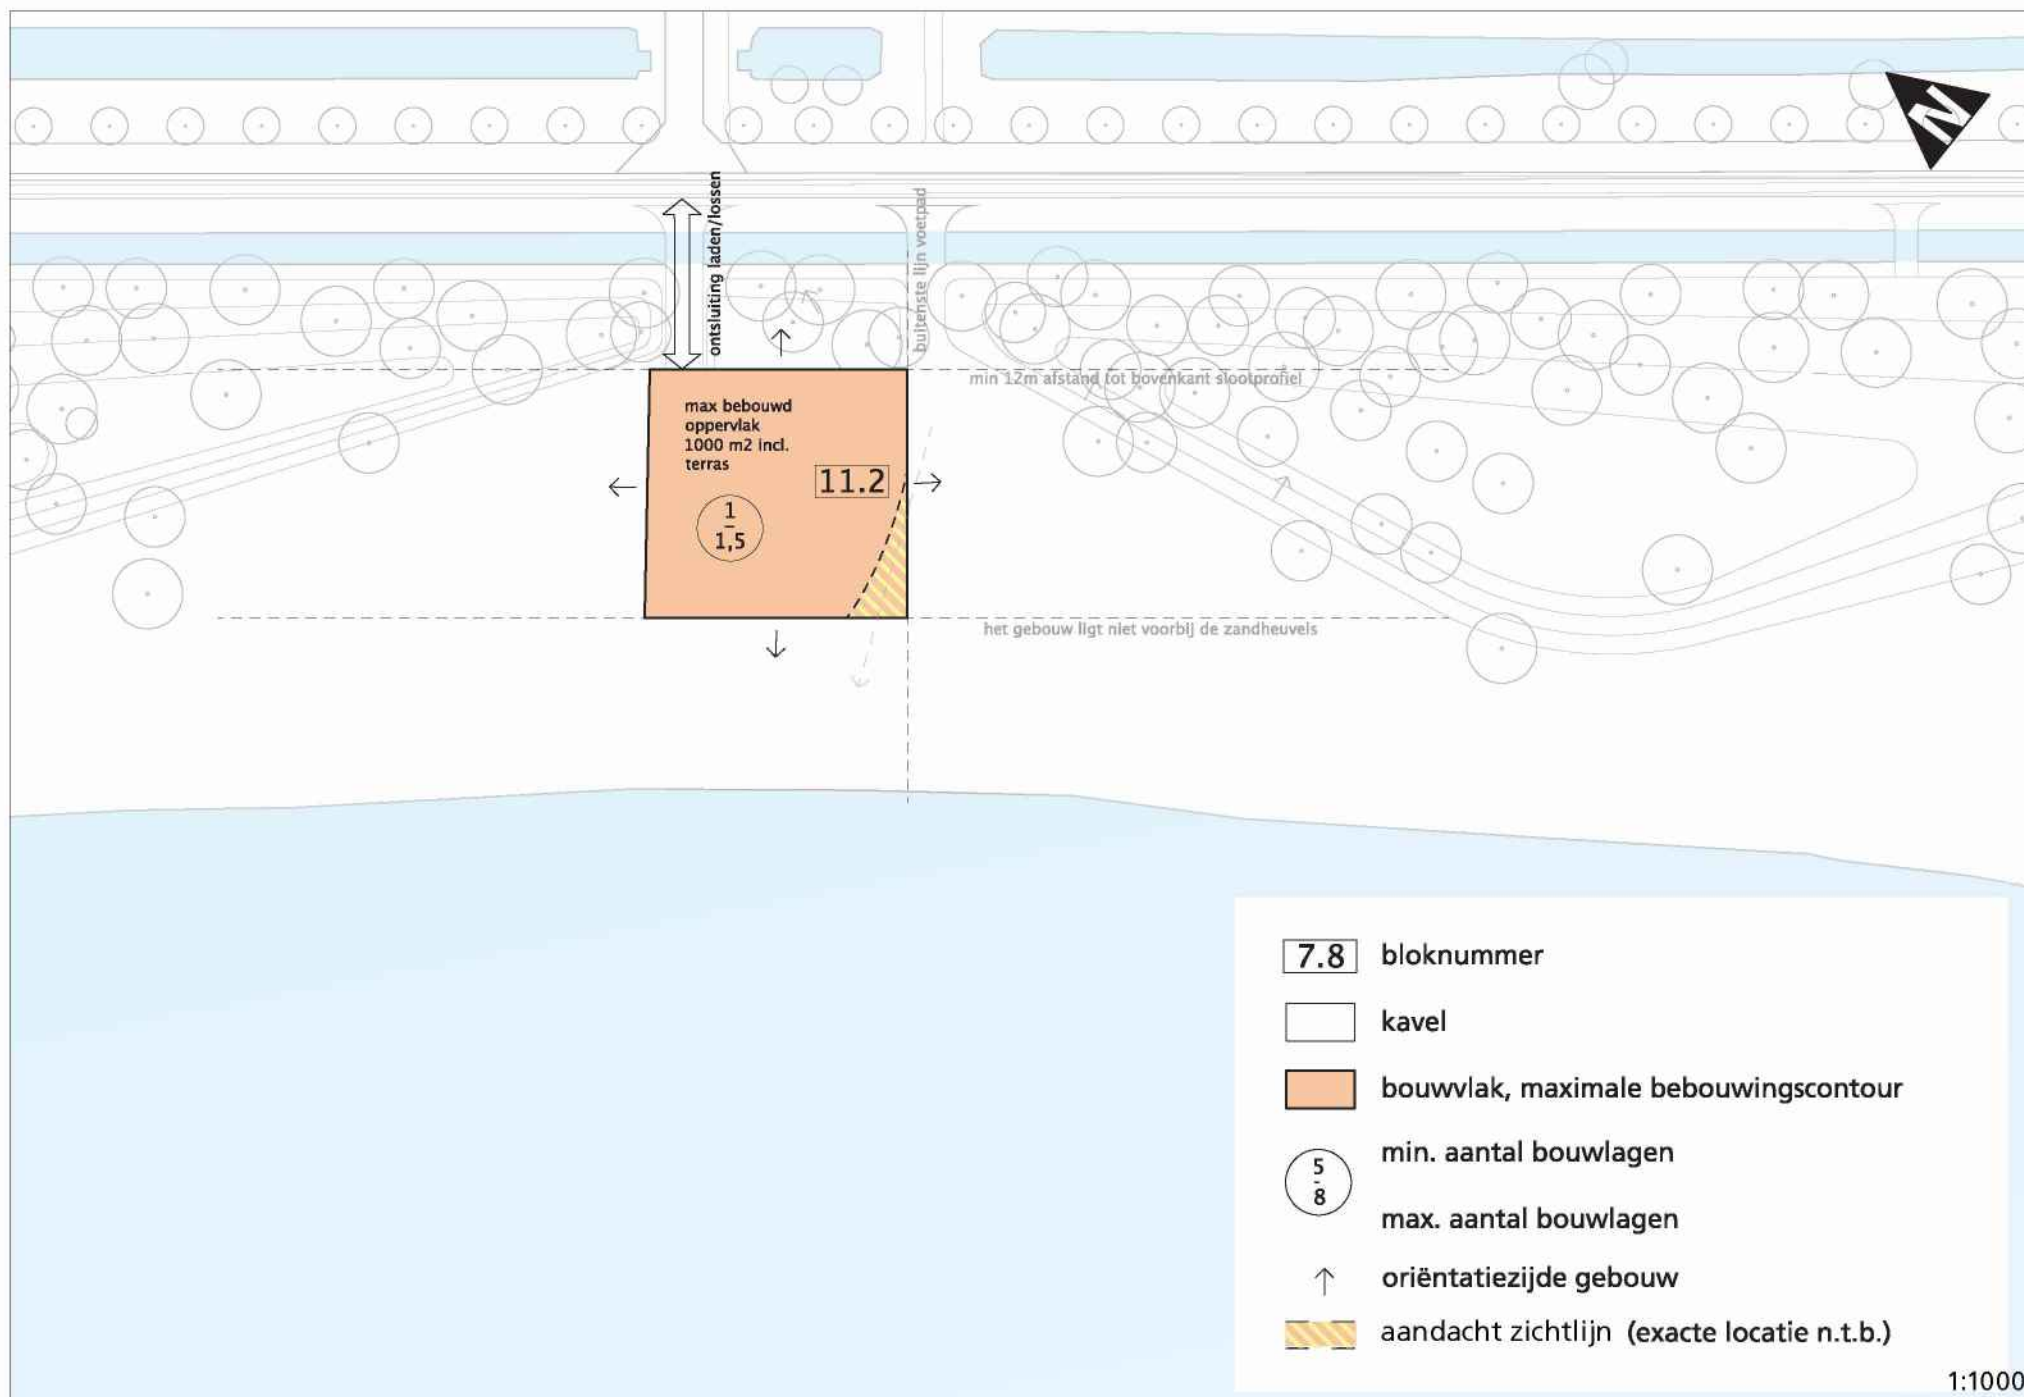 N
ontsluiting laden/lossen
buitenste lijn voetpad
min 12m afstand tot bovenkant slootprofiel
max bebouwd
oppervlak
1000 m2 incl.
terras
11.2
1
-
1,5
het gebouw ligt niet voorbij de zandheuvels
7.8 bloknummer
kavel
bouwvlak, maximale bebouwingscontour
min. aantal bouwlagen
5
-
8
max. aantal bouwlagen
oriëntatiezijde gebouw
aandacht zichtlijn (exacte locatie n.t.b.)
1:1000